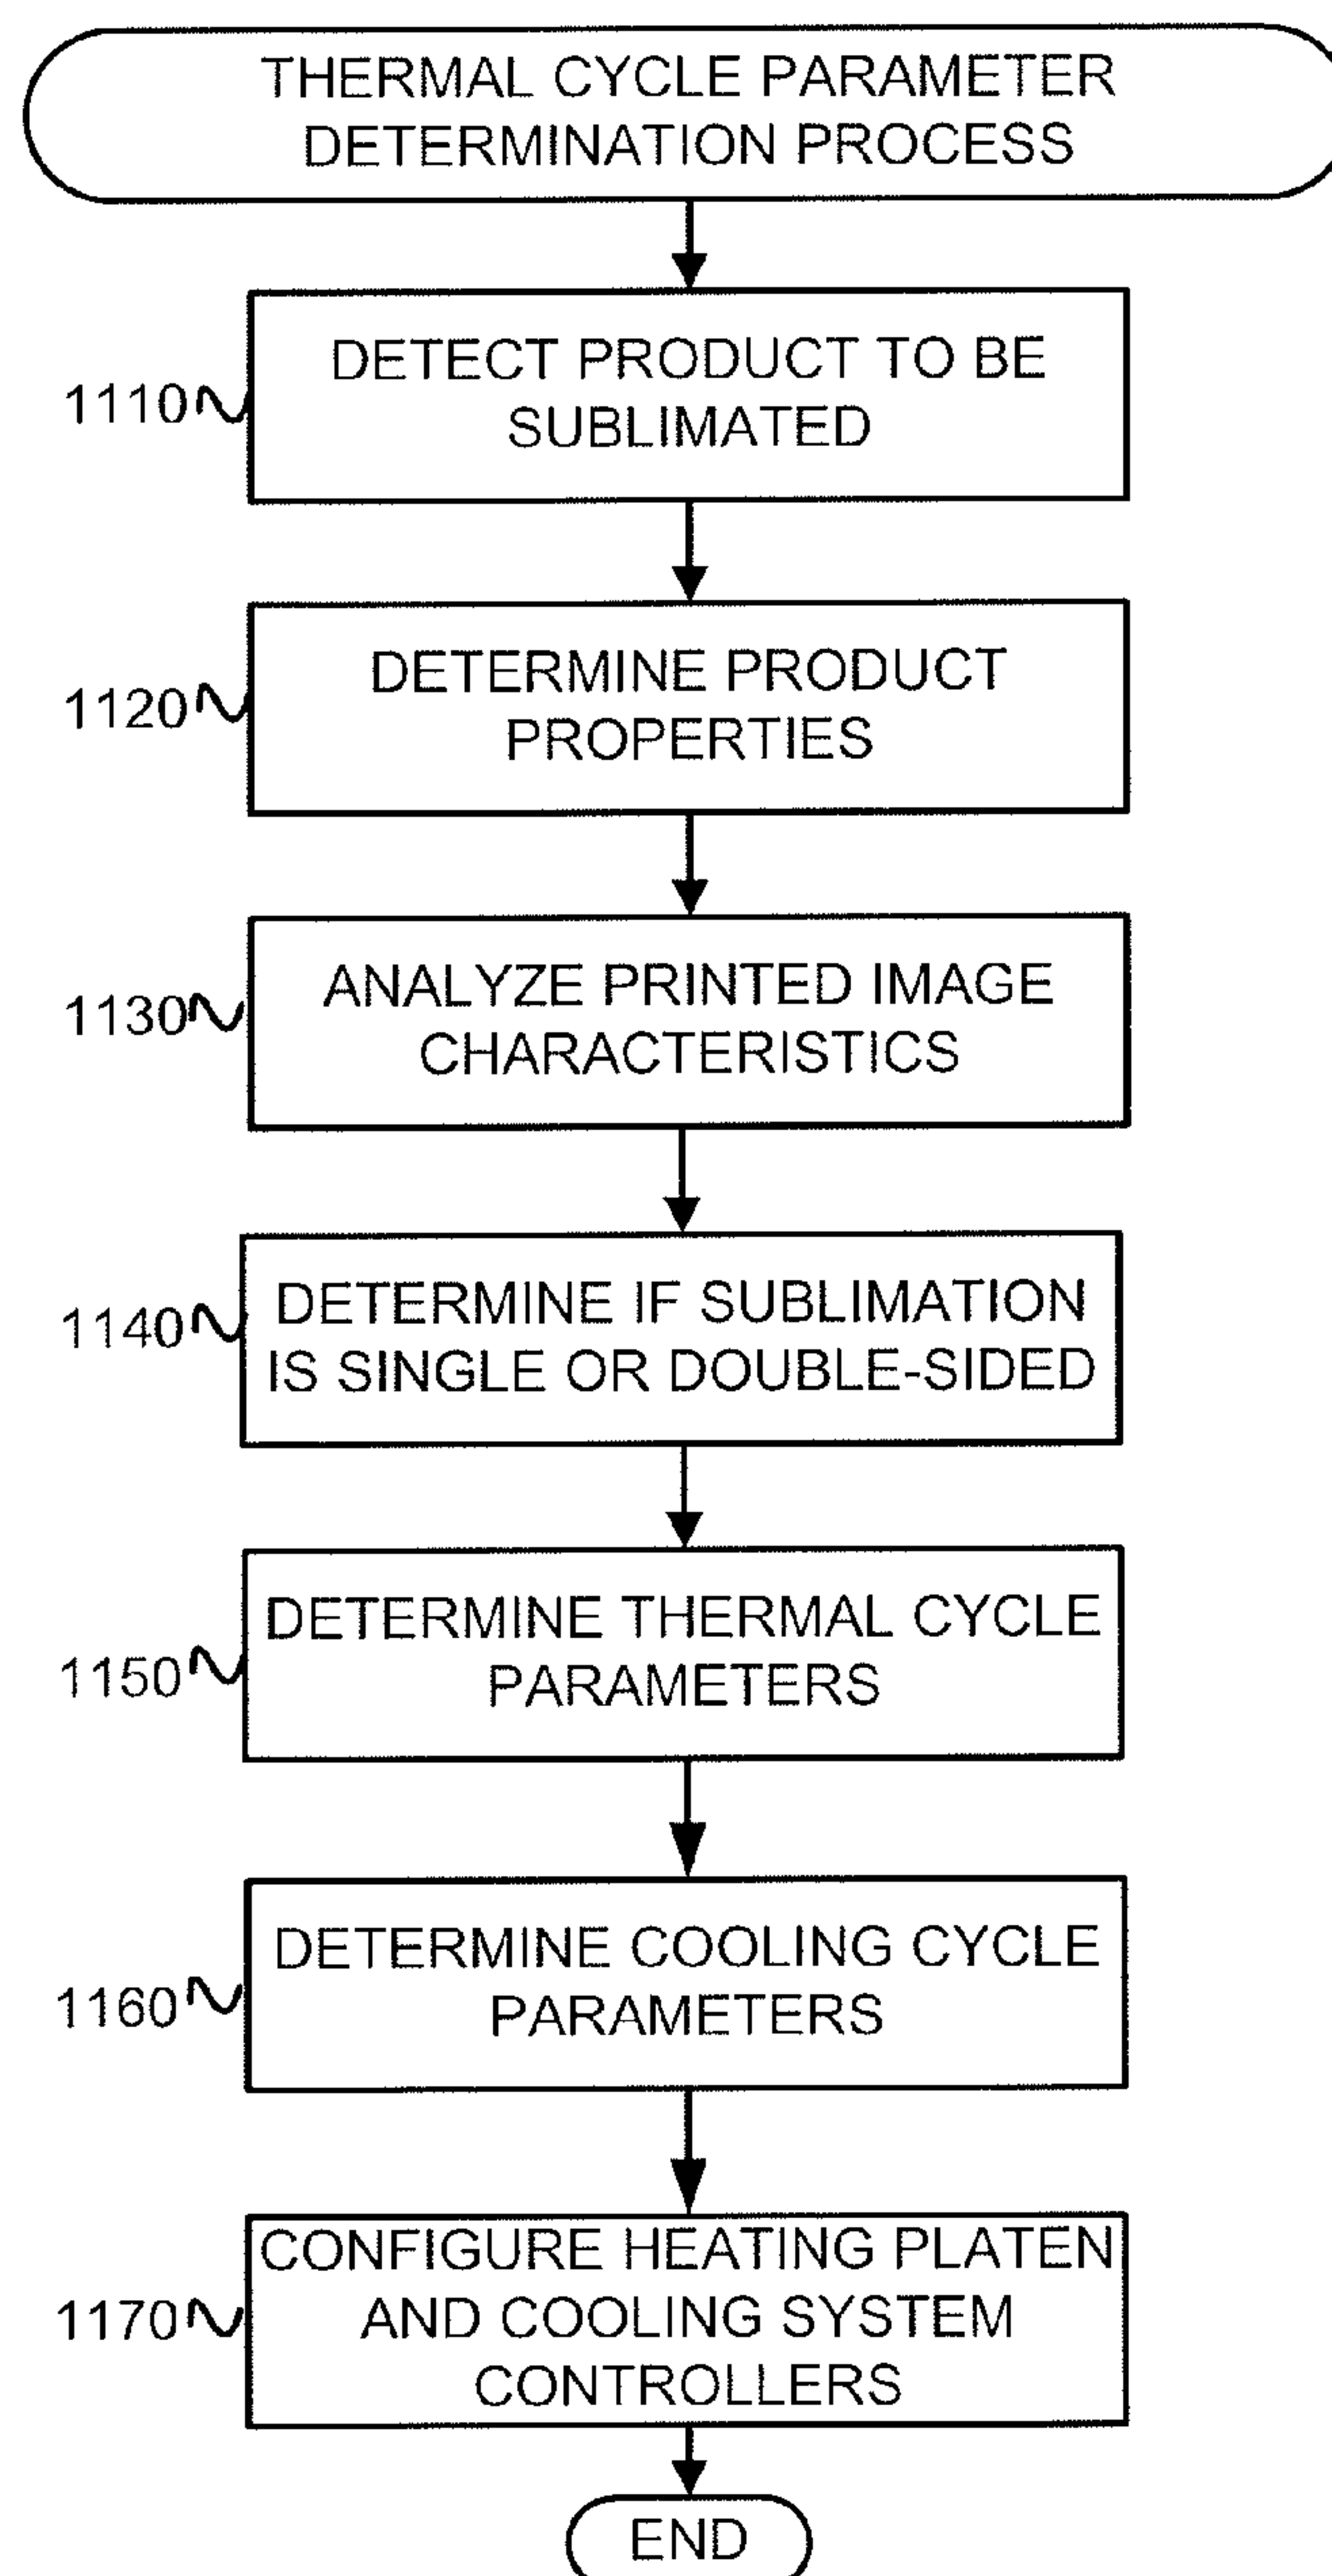 THERMAL CYCLE PARAMETER
DETERMINATION PROCESS
1110
DETECT PRODUCT TO BE
SUBLIMATED
1120
DETERMINE PRODUCT
PROPERTIES
1130
ANALYZE PRINTED IMAGE
CHARACTERISTICS
1140
DETERMINE IF SUBLIMATION
IS SINGLE OR DOUBLE-SIDED
1150
DETERMINE THERMAL CYCLE
PARAMETERS
1160
DETERMINE COOLING CYCLE
PARAMETERS
1170
CONFIGURE HEATING PLATEN
AND COOLING SYSTEM
CONTROLLERS
END